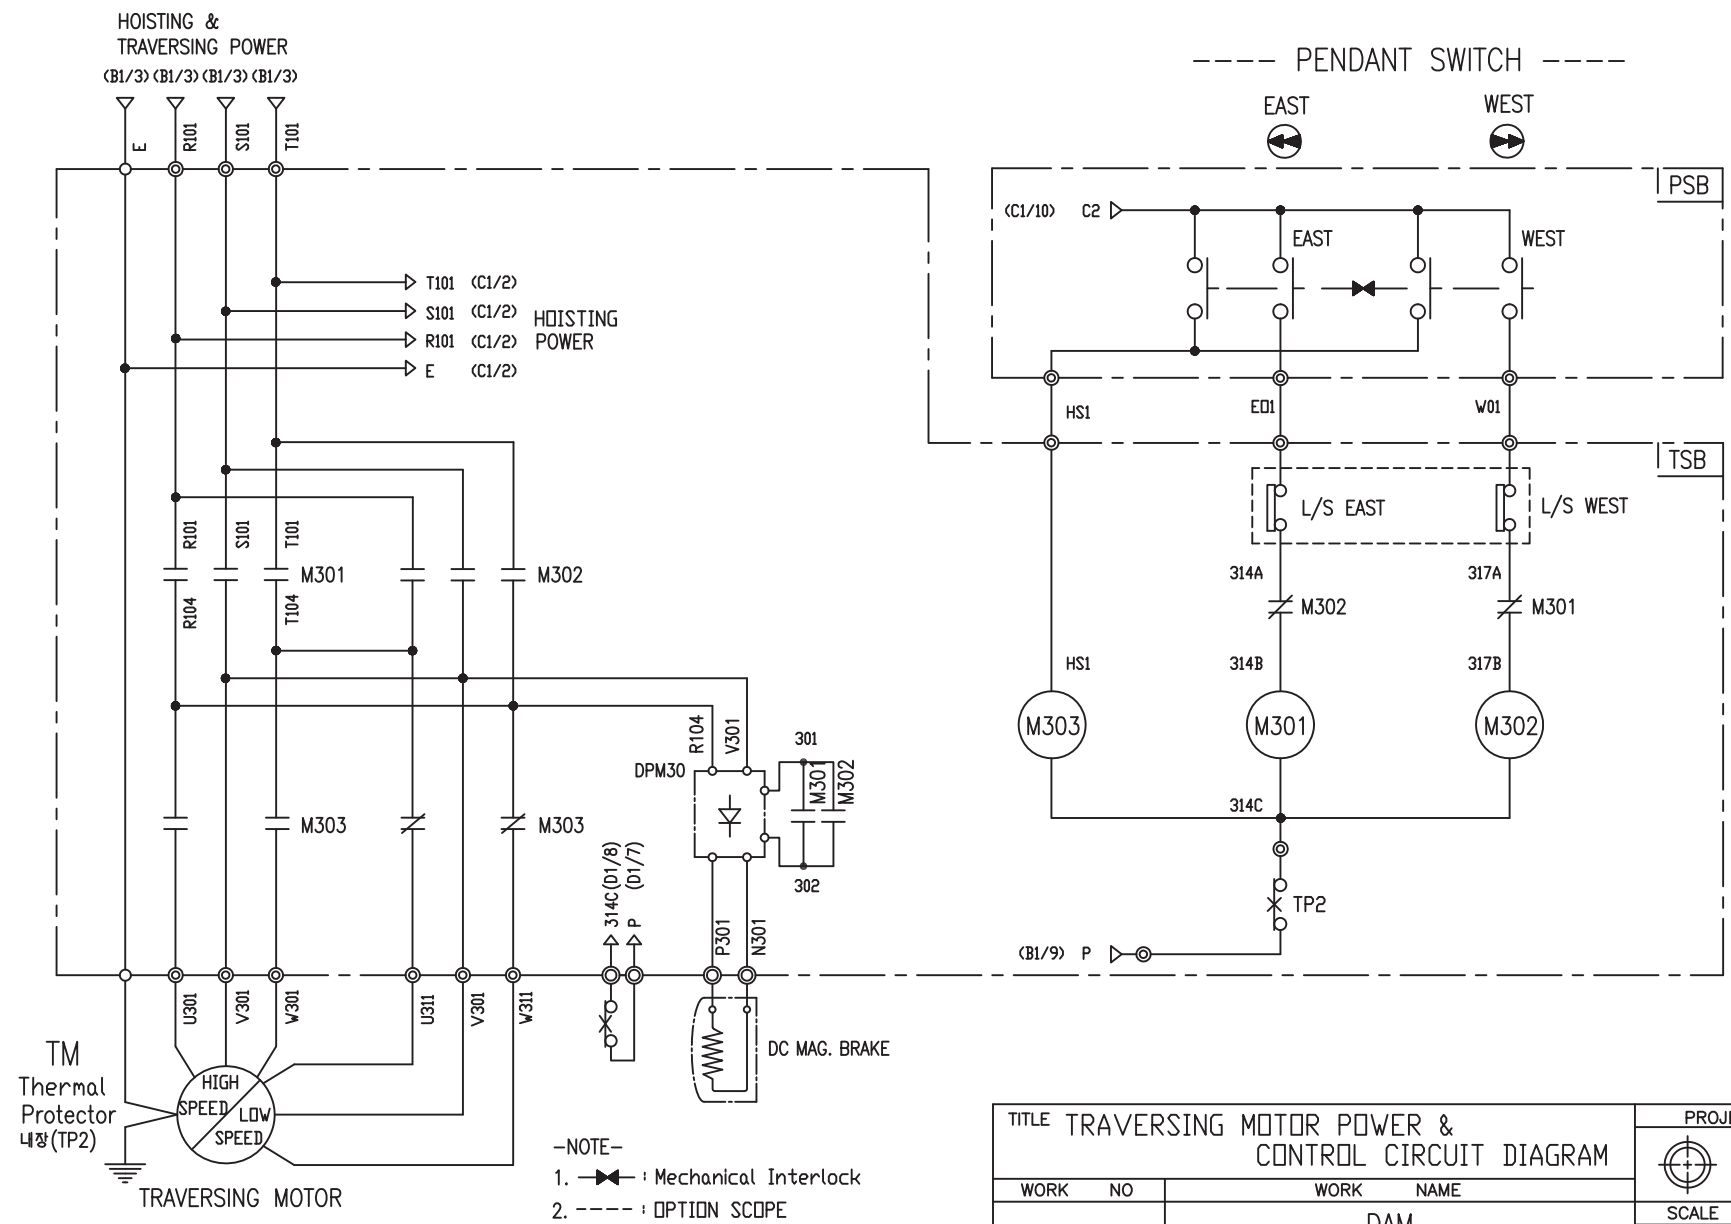 HOISTING &
TRAVERSING POWER
(B1/3) (B1/3) (B1/3) (B1/3)
E
R101
S101
T101
T101 (C1/2)
S101 (C1/2)
R101 (C1/2)
E (C1/2)
HOISTING
POWER
R101
S101
T101
M301
M302
R104
T104
R104
V301
DPM30
301
M301
M302
302
M303
M303
314C(D1/8)
P (D1/7)
P301
N301
U301
V301
W301
U311
V301
W311
TM
Thermal
Protector
내장(TP2)
HIGH
SPEED
LOW
SPEED
TRAVERSING MOTOR
DC MAG. BRAKE
-NOTE-
1. : Mechanical Interlock
2. ----- : OPTION SCOPE
---- PENDANT SWITCH ----
EAST
WEST
PSB
(C1/10) C2
EAST
WEST
HS1
E01
W01
TSB
L/S EAST
L/S WEST
314A
317A
M302
M301
HS1
314B
317B
M303
M301
M302
314C
TP2
(B1/9) P
TITLE TRAVERSING MOTOR POWER &
CONTROL CIRCUIT DIAGRAM
WORK NO
WORK NAME
SCALE